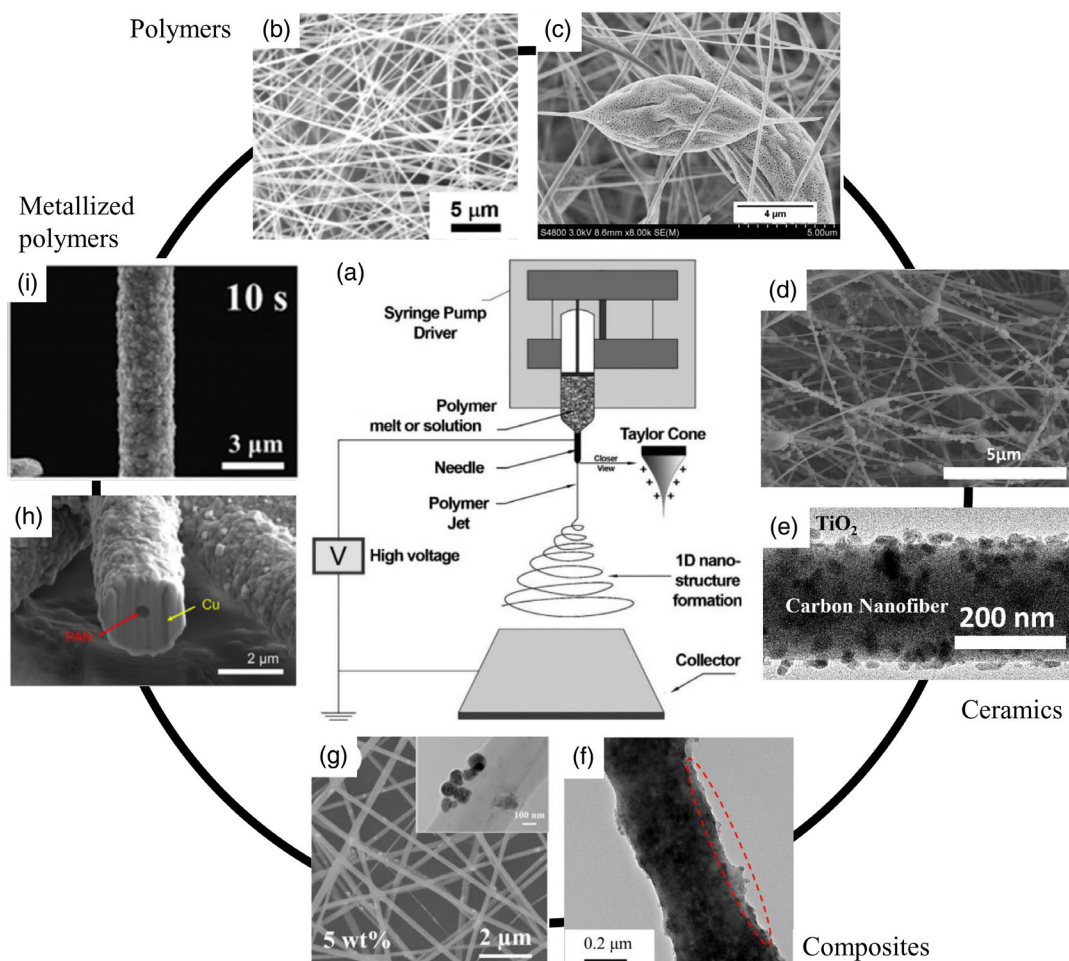 Polymers
(b)
5 μm
(c)
4 μm
S4800 3.0kV 8.6mm x8.00k SE(M)
5.00um
Metallized
polymers
(i)
10 s
3 μm
(a)
Syringe Pump
Driver
Polymer
melt or solution
Needle
Polymer
Jet
Closer
View
Taylor Cone
+ +
+ +
+ +
V
High voltage
1D nano-
structure
formation
Collector
(d)
5μm
(e)
TiO2
Carbon Nanofiber
200 nm
Ceramics
(h)
PAN
Cu
2 μm
(g)
100 nm
5 wt%
2 μm
(f)
0.2 μm
Composites